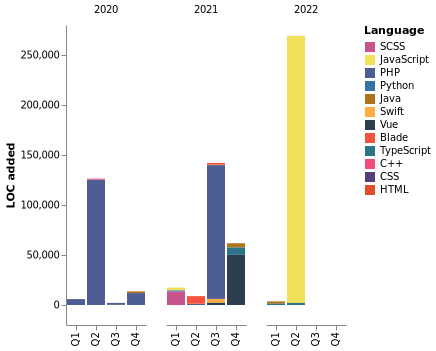 2020 2021 2022
Language
SCSS
JavaScript
PHP
Python
Java
Swift
Vue
Blade
TypeScript
C++
CSS
HTML
LOC added
250,000
200,000
150,000
100,000
50,000
0
Q1 Q2 Q3 Q4 Q1 Q2 Q3 Q4 Q1 Q2 Q3 Q4